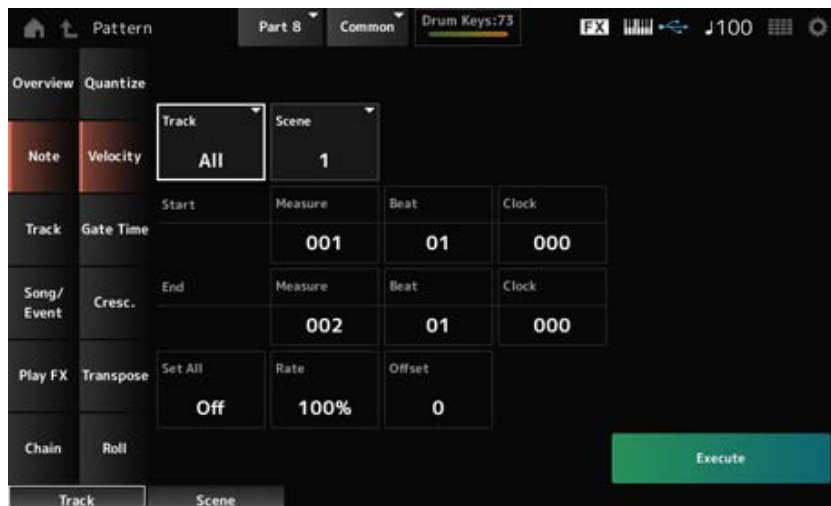 Pattern
Part 8
Common
Drum Keys:73
FX
♩100
Overview
Quantize
Track
All
Scene
1
Note
Velocity
Start
Measure
001
Beat
01
Clock
000
Track
Gate Time
End
Measure
002
Beat
01
Clock
000
Song/
Event
Cresc.
Set All
Off
Rate
100%
Offset
0
Play FX
Transpose
Chain
Roll
Execute
Track
Scene